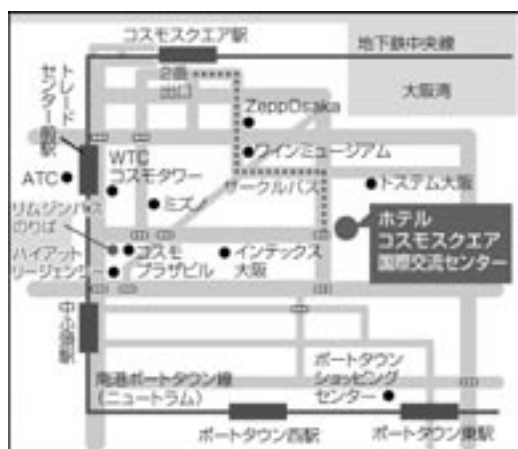 コスモスクエア駅
地下鉄中央線
2番
出口
大阪湾
トレード
センター前駅
ZeppOsaka
ワインミュージアム
WTC
コスモタワー
ATC
ミズノ
サークルバス
トステム大阪
リムジンバス
のりば
ホテル
コスモスクエア
国際交流センター
ハイアット
リージェンシー
コスモ
プラザビル
インテックス
大阪
中ふ頭駅
南港ポートタウン線
(ニュートラム)
ポートタウン
ショッピング
センター
ポートタウン西駅
ポートタウン東駅